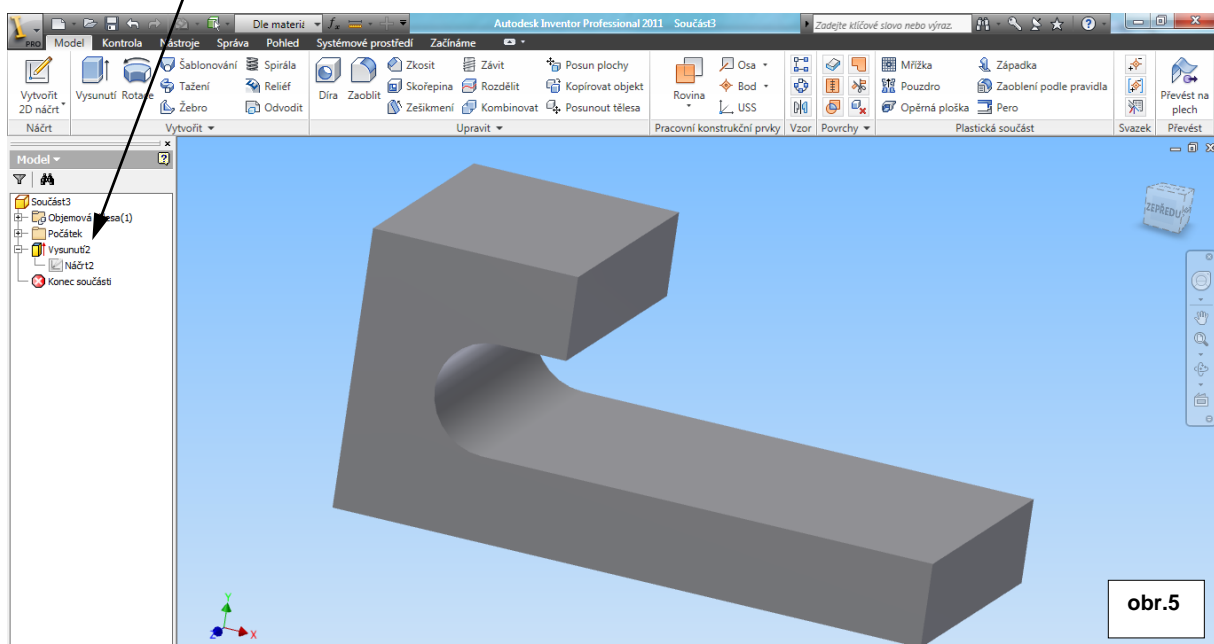 Dle materiá
Autodesk Inventor Professional 2011 Součást3
Zadejte klíčové slovo nebo výraz.
PRO Model Kontrola Nástroje Správa Pohled Systémové prostředí Začínáme
Vytvořit 2D náčrt
Vysunutí Rotace
Šablonování Spirála
Tažení Reliéf
Žebro Odvodit
Díra Zaoblit
Zkosit Závit Posun plochy
Skořepina Rozdělit Kopírovat objekt
Zešikmení Kombinovat Posunout tělesa
Rovina
Osa
Bod
USS
Mřížka Západka
Pouzdro Zaoblení podle pravidla
Opěrná ploška Pero
Převést na plech
Náčrt Vytvořit Upravit Pracovní konstrukční prvky Vzor Povrchy Plastická součást Svazek Převést
Model
Součást3
Objemová tělesa(1)
Počátek
Vysunutí2
Náčrt2
Konec součásti
ZEPŘEDU
Y
Z X
obr.5